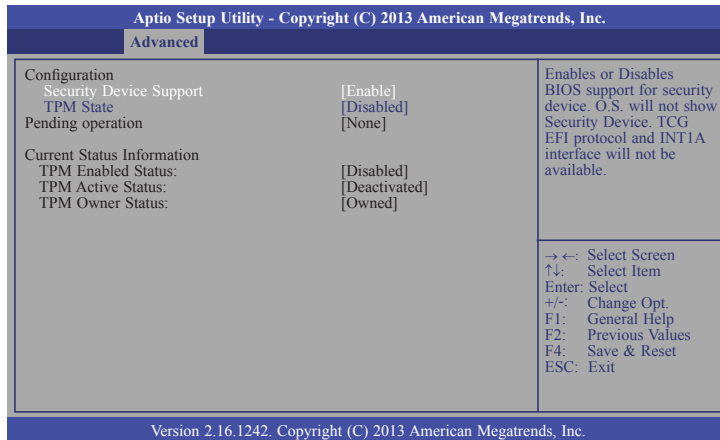 Aptio Setup Utility - Copyright (C) 2013 American Megatrends, Inc.
Advanced
Configuration
Security Device Support [Enable]
TPM State [Disabled]
Pending operation [None]
Current Status Information
TPM Enabled Status: [Disabled]
TPM Active Status: [Deactivated]
TPM Owner Status: [Owned]
Enables or Disables
BIOS support for security
device. O.S. will not show
Security Device. TCG
EFI protocol and INT1A
interface will not be
available.
→ ←: Select Screen
↑↓: Select Item
Enter: Select
+/-: Change Opt.
F1: General Help
F2: Previous Values
F4: Save & Reset
ESC: Exit
Version 2.16.1242. Copyright (C) 2013 American Megatrends, Inc.